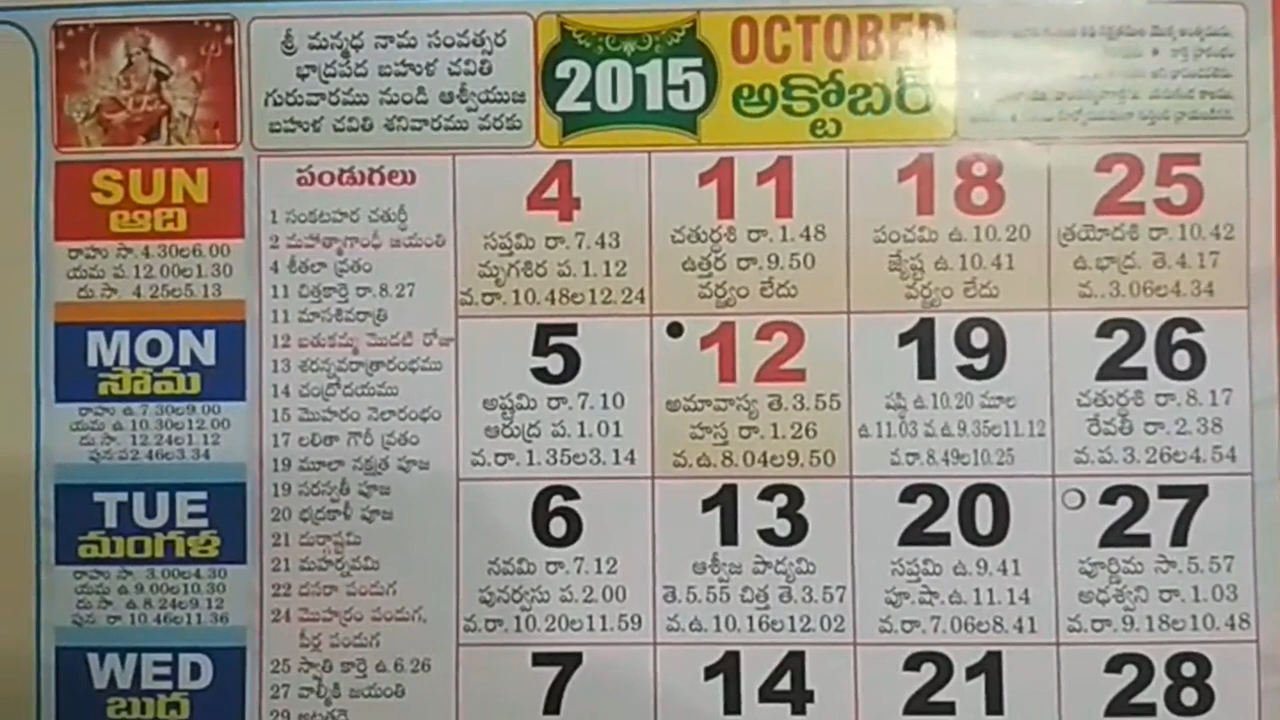 శ్రీ మన్మధ నామ సంవత్సర
భాద్రపద బహుళ చవితి
గురువారము నుండి ఆశ్వీయుజ
బహుళ చవితి శనివారము వరకు
2015
OCTOBER
అక్టోబర్
SUN
ఆది
రాహు సా.4.30ల6.00
యమ ప.12.00ల1.30
దు.సా. 4.25ల5.13
MON
సోమ
రాహు ఉ.7.30ల9.00
యమ ఉ.10.30ల12.00
దు.సా. 12.24ల1.12
పున.ప2.46ల3.34
TUE
మంగళ
రాహు సా. 3.00ల4.30
యమ ఉ.9.00ల10.30
దు.సా. ఉ.8.24ల9.12
పున. రా.10.46ల11.36
WED
బుధ
పండుగలు
1 సంకటహర చతుర్థి
2 మహాత్మాగాంధీ జయంతి
4 శీతలా వ్రతం
11 చిత్తకార్తె రా.8.27
11 మాసశివరాత్రి
12 బతుకమ్మ మొదటి రోజు
13 శరన్నవరాత్రారంభము
14 చంద్రోదయము
15 మొహరం నెలారంభం
17 లలితా గౌరీ వ్రతం
19 మూలా నక్షత్ర పూజ
19 సరస్వతీ పూజ
20 భద్రకాళీ పూజ
21 దుర్గాష్టమి
21 మహర్నవమి
22 దసరా పండుగ
24 మొహర్రం పండుగ,
పీర్ల పండుగ
25 స్వాతి కార్తె ఉ.6.26
27 వాల్మీకి జయంతి
29
4
సప్తమి రా.7.43
మృగశిర ప.1.12
వ.రా.10.48ల12.24
11
చతుర్ధశి రా.1.48
ఉత్తర రా.9.50
వర్జ్యం లేదు
18
పంచమి ఉ.10.20
జ్యేష్ట ఉ.10.41
వర్జ్యం లేదు
25
త్రయోదశి రా.10.42
ఉ.భాద్ర. తె.4.17
వ..3.06ల4.34
5
అష్టమి రా.7.10
ఆరుద్ర ప.1.01
వ.రా.1.35ల3.14
12
అమావాస్య తె.3.55
హస్త రా.1.26
వ.ఉ.8.04ల9.50
19
షష్ఠి ఉ.10.20 మూల
ఉ.11.03 వ.ఉ.9.35ల11.12
వ.రా.8.49ల10.25
26
చతుర్ధశి రా.8.17
రేవతీ రా.2.38
వ.ప.3.26ల4.54
6
నవమి రా.7.12
పునర్వసు ప.2.00
వ.రా.10.20ల11.59
13
ఆశ్వీజ పాడ్యమి
తె.5.55 చిత్త తె.3.57
వ.ఉ.10.16ల12.02
20
సప్తమి ఉ.9.41
పూ.షా.ఉ.11.14
వ.రా.7.06ల8.41
27
పూర్ణిమ సా.5.57
అధశ్వని రా.1.03
వ.రా.9.18ల10.48
7
14
21
28